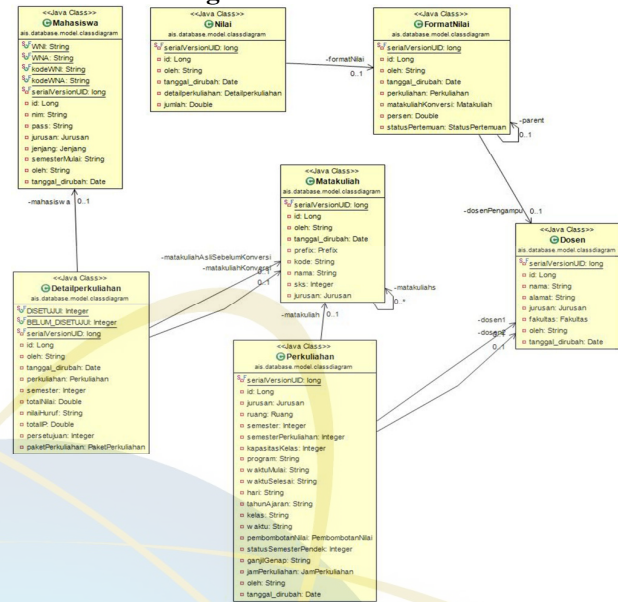 <<Java Class>>
Mahasiswa
ais.database.model.classdiagram
WNI: String
WNA: String
kodeWNI: String
kodeWNA: String
serialVersionUID: long
id: Long
nim: String
pass: String
jurusan: Jurusan
jenjang: Jenjang
semesterMulai: String
oleh: String
tanggal_dirubah: Date
<<Java Class>>
Nilai
ais.database.model.classdiagram
serialVersionUID: long
id: Long
oleh: String
tanggal_dirubah: Date
detailperkuliahan: Detailperkuliahan
jumlah: Double
-formatNilai
0..1
<<Java Class>>
FormatNilai
ais.database.model.classdiagram
serialVersionUID: long
id: Long
oleh: String
tanggal_dirubah: Date
perkuliahan: Perkuliahan
matakuliahKonversi: Matakuliah
persen: Double
statusPertemuan: StatusPertemuan
-parent
0..1
-mahasiswa 0..1
<<Java Class>>
Matakuliah
ais.database.model.classdiagram
serialVersionUID: long
id: Long
oleh: String
tanggal_dirubah: Date
prefix: Prefix
kode: String
nama: String
sks: Integer
jurusan: Jurusan
-matakuliahs
0..*
-dosenPengampu 0..1
<<Java Class>>
Dosen
ais.database.model.classdiagram
serialVersionUID: long
id: Long
nama: String
alamat: String
jurusan: Jurusan
fakultas: Fakultas
oleh: String
tanggal_dirubah: Date
-matakuliahAsliSebelumKonversi
-matakuliahKonversi
0..1
0..1
<<Java Class>>
Detailperkuliahan
ais.database.model.classdiagram
DISETUJUI: Integer
BELUM_DISETUJUI: Integer
serialVersionUID: long
id: Long
oleh: String
tanggal_dirubah: Date
perkuliahan: Perkuliahan
semester: Integer
totalNilai: Double
nilaiHuruf: String
totalIP: Double
persetujuan: Integer
paketPerkuliahan: PaketPerkuliahan
-matakuliah 0..1
<<Java Class>>
Perkuliahan
ais.database.model.classdiagram
serialVersionUID: long
id: Long
jurusan: Jurusan
ruang: Ruang
semester: Integer
semesterPerkuliahan: Integer
kapasitasKelas: Integer
program: String
waktuMulai: String
waktuSelesai: String
hari: String
tahunAjaran: String
kelas: String
waktu: String
pembobotanNilai: PembombotanNilai
statusSemesterPendek: Integer
ganjilGenap: String
jamPerkuliahan: JamPerkuliahan
oleh: String
tanggal_dirubah: Date
-dosen1
-dosen2
0..1